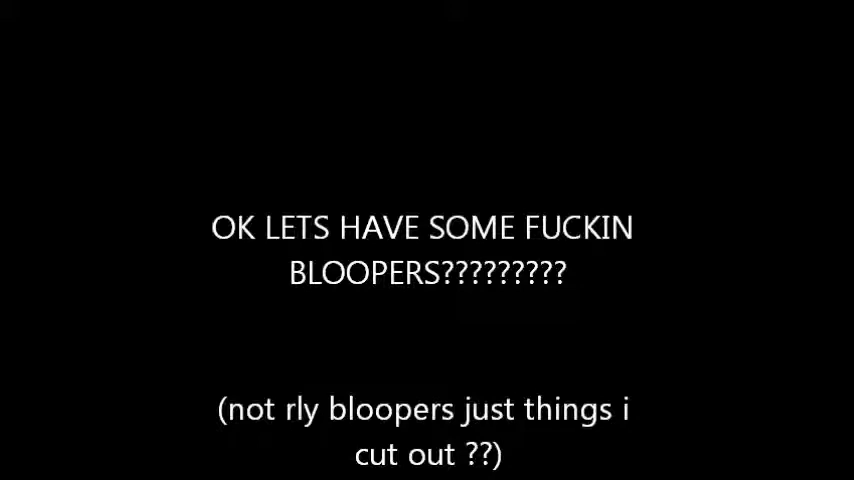 OK LETS HAVE SOME FUCKIN
BLOOPERS?????????
(not rly bloopers just things i
cut out ??)